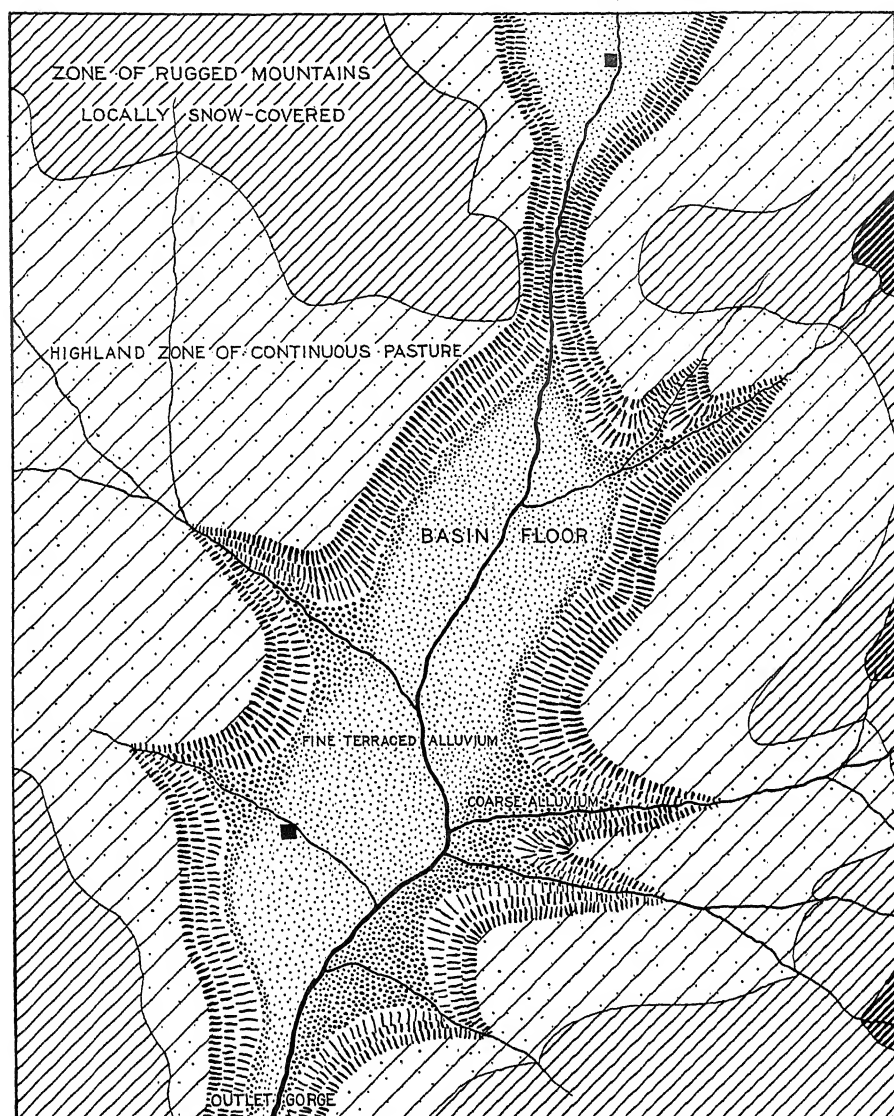 ZONE OF RUGGED MOUNTAINS
LOCALLY SNOW-COVERED
HIGHLAND ZONE OF CONTINUOUS PASTURE
BASIN FLOOR
FINE TERRACED ALLUVIUM
COARSE ALLUVIUM
OUTLET GORGE